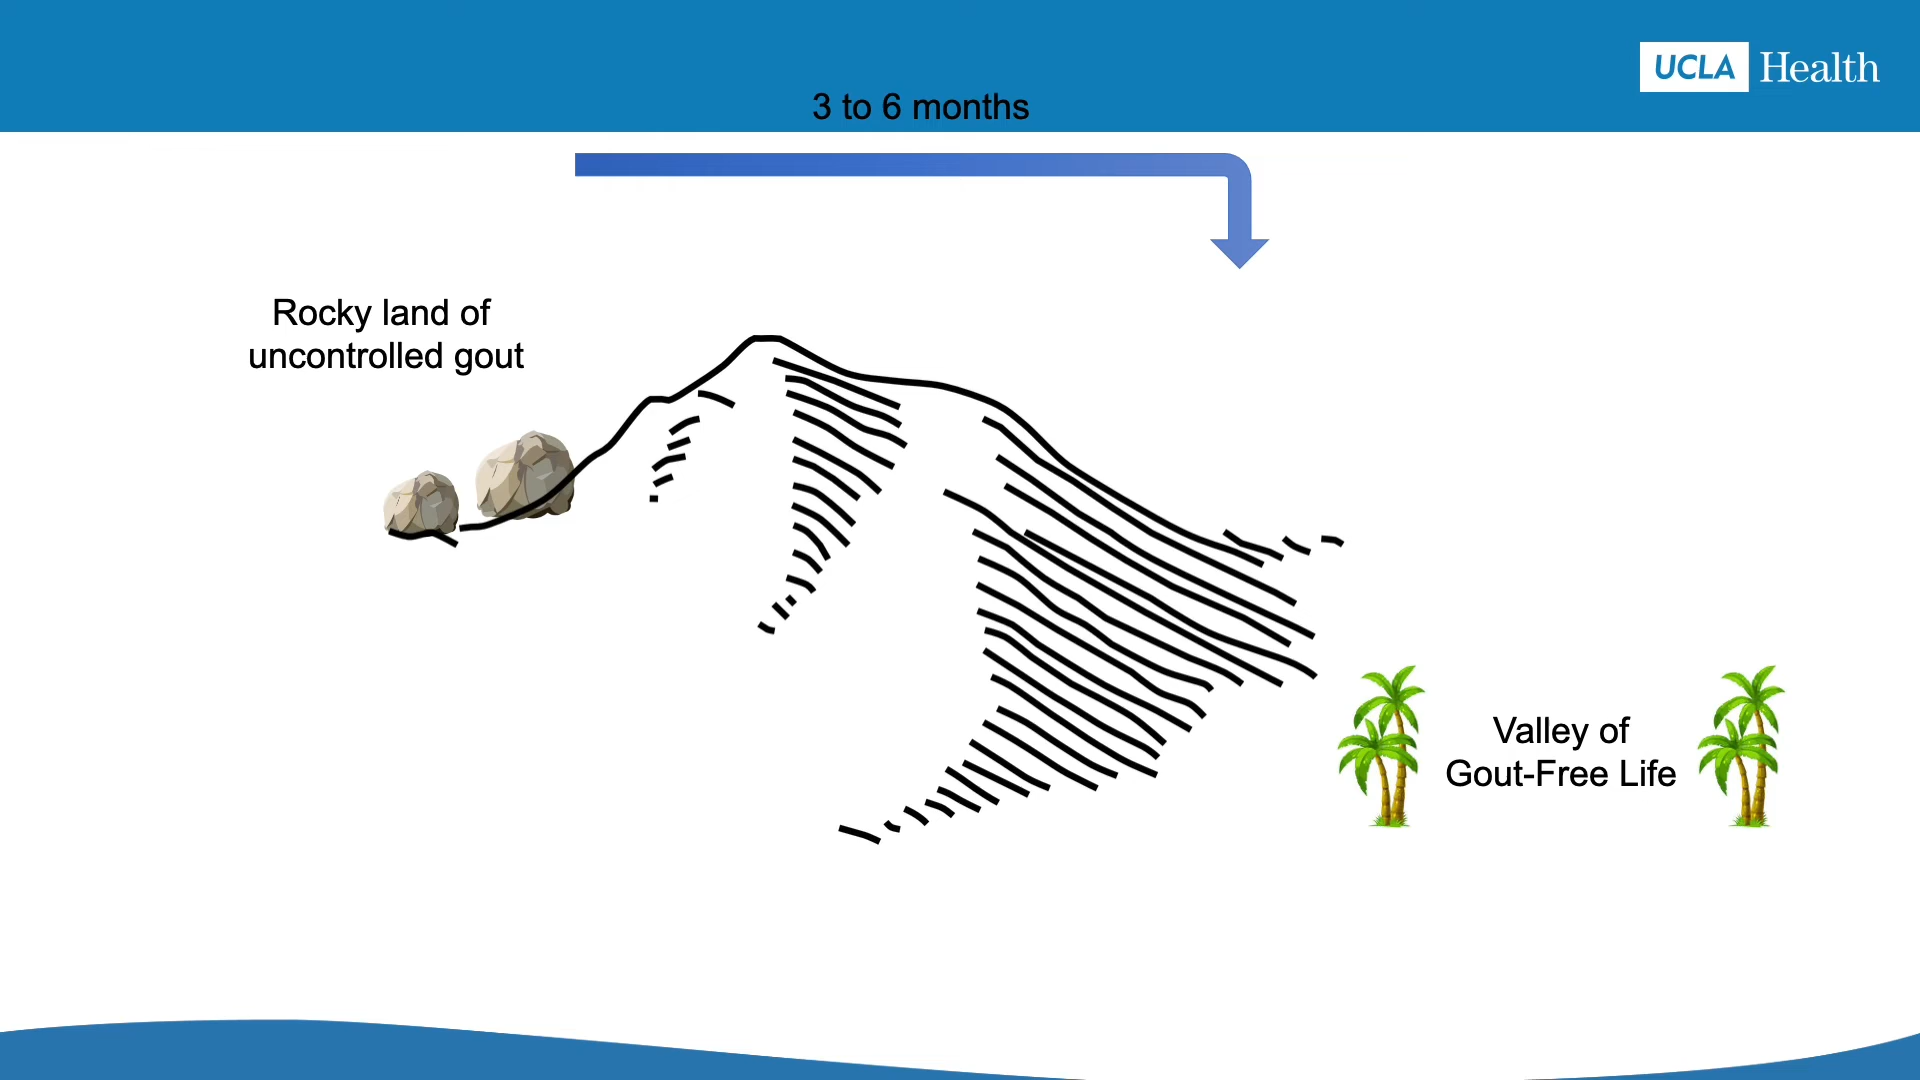 UCLA Health
3 to 6 months
Rocky land of
uncontrolled gout
Valley of
Gout-Free Life